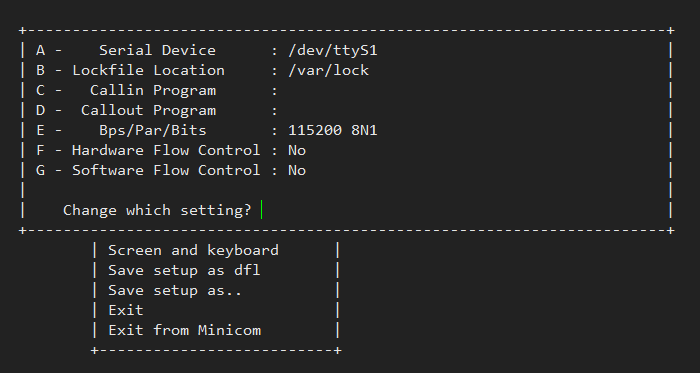 A -    Serial Device      : /dev/ttyS1
B - Lockfile Location     : /var/lock
C -   Callin Program      :
D -  Callout Program      :
E -    Bps/Par/Bits       : 115200 8N1
F - Hardware Flow Control : No
G - Software Flow Control : No
Change which setting?
Screen and keyboard
Save setup as dfl
Save setup as..
Exit
Exit from Minicom